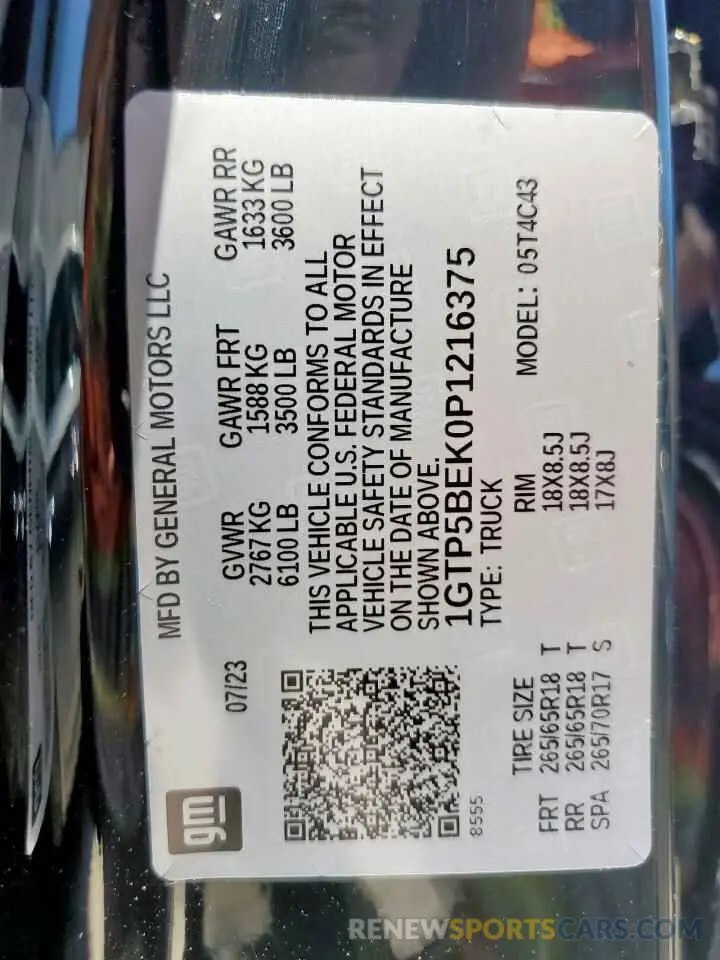 gm
07/23
MFD BY GENERAL MOTORS LLC
GVWR GAWR FRT GAWR RR
2767 KG 1588 KG 1633 KG
6100 LB 3500 LB 3600 LB
THIS VEHICLE CONFORMS TO ALL
APPLICABLE U.S. FEDERAL MOTOR
VEHICLE SAFETY STANDARDS IN EFFECT
ON THE DATE OF MANUFACTURE
SHOWN ABOVE.
1GTP5BEK0P1216375
TYPE: TRUCK
8555
MODEL: 05T4C43
TIRE SIZE RIM
FRT 265/65R18 T 18X8.5J
RR 265/65R18 T 18X8.5J
SPA 265/70R17 S 17X8J
RENEWSPORTSCARS.COM